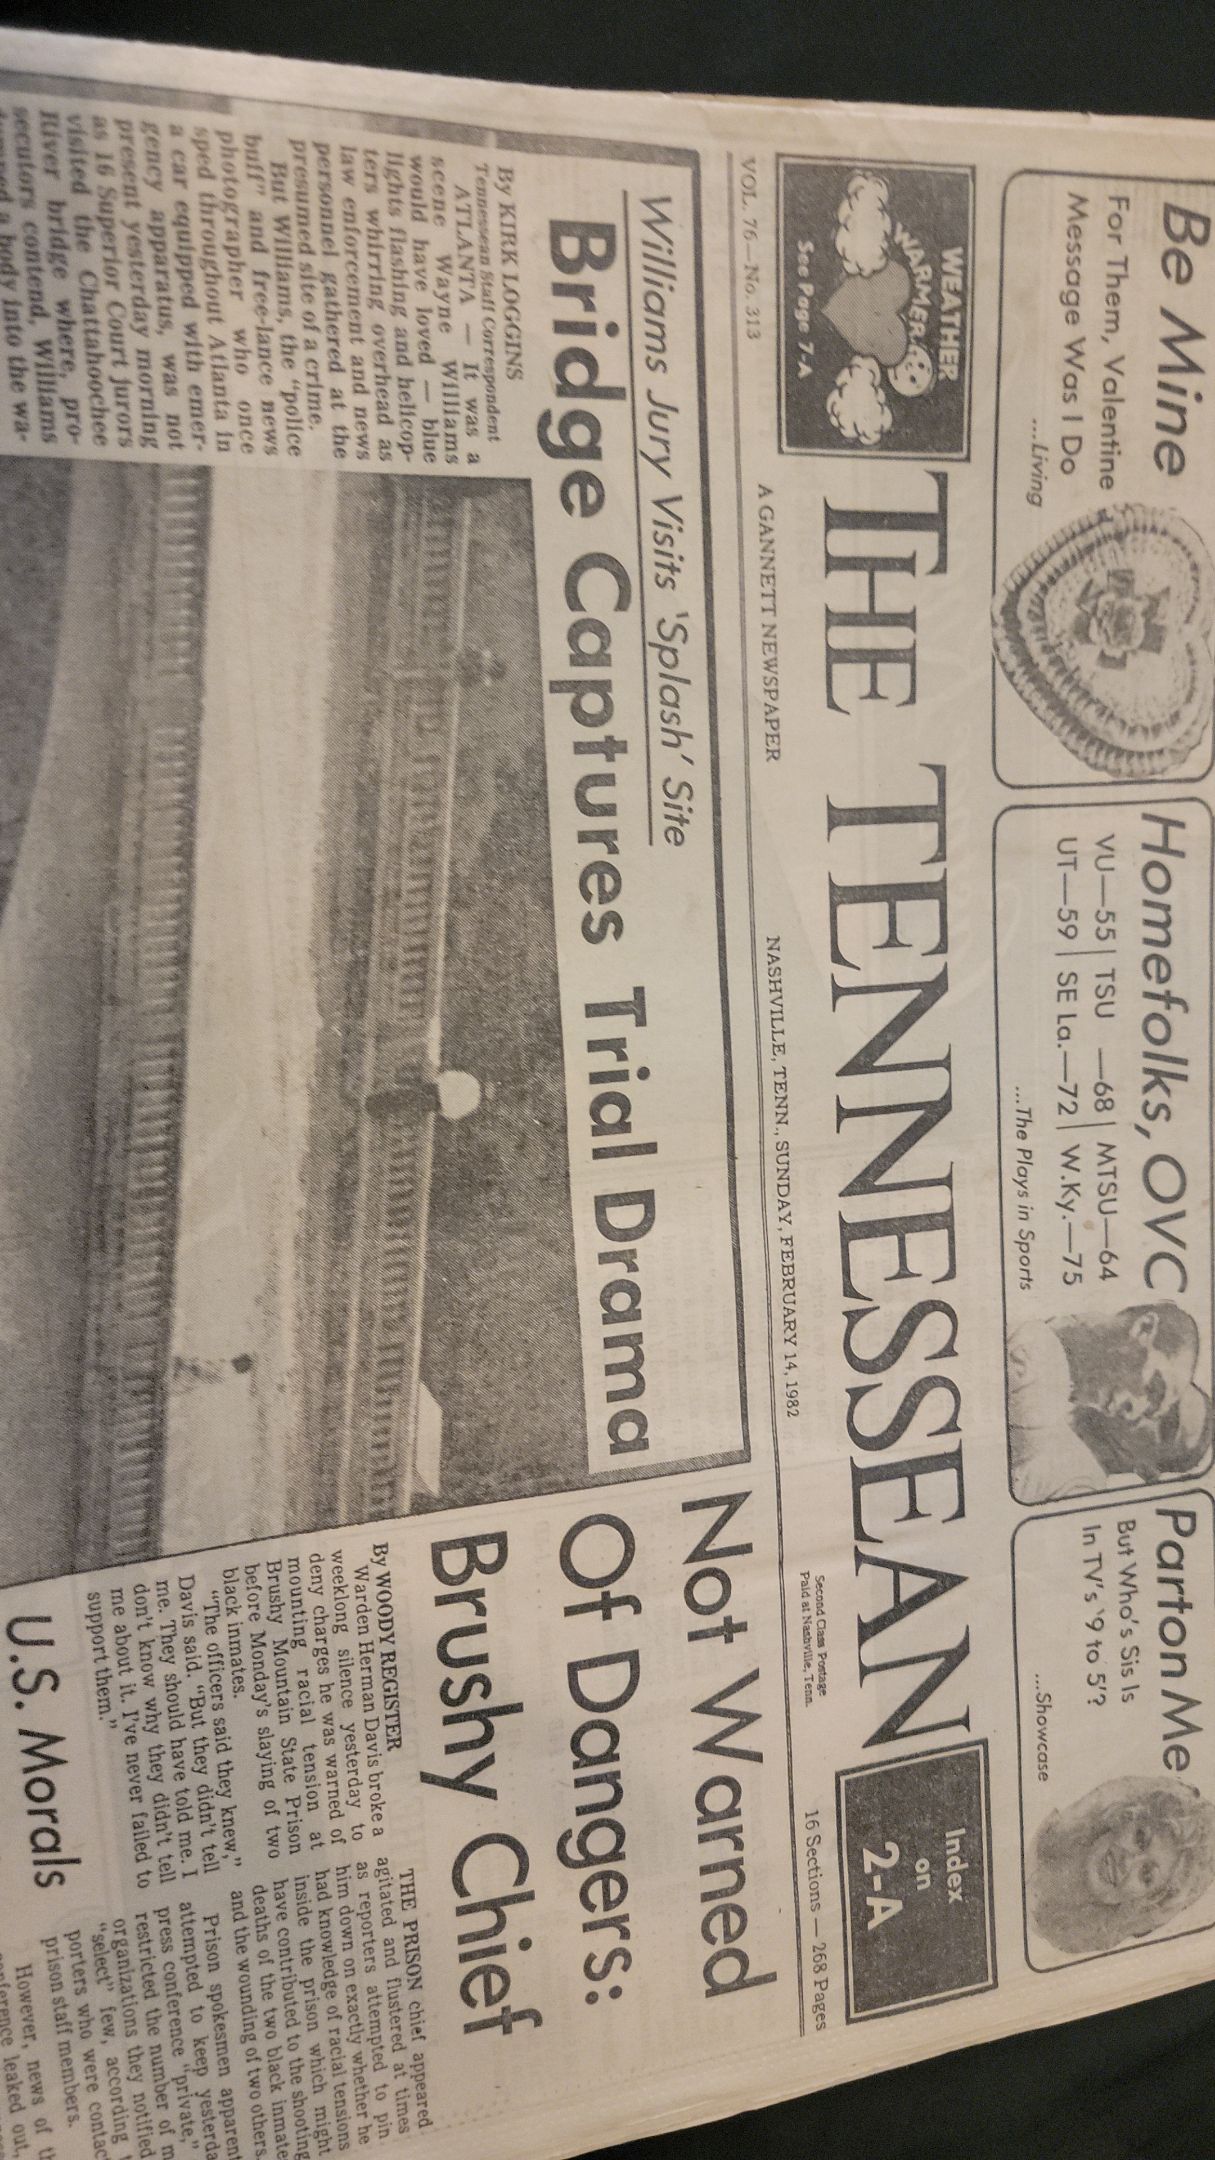 Be Mine
For Them, Valentine
Message Was I Do
...Living
Homefolks, OVC
VU—55 | TSU —68 | MTSU—64
UT—59 | SE La.—72 | W.Ky.—75
...The Plays in Sports
Parton Me
But Who's Sis Is
In TV's '9 to 5'?
...Showcase
WEATHER
WARMER
See Page 7-A
THE TENNESSEAN
Index
on
2-A
VOL. 76—No. 313
A GANNETT NEWSPAPER
NASHVILLE, TENN., SUNDAY, FEBRUARY 14, 1982
Second Class Postage
Paid at Nashville, Tenn.
16 Sections — 268 Pages
Williams Jury Visits 'Splash' Site
Bridge Captures Trial Drama
By KIRK LOGGINS
Tennessean Staff Correspondent
ATLANTA — It was a
scene Wayne Williams
would have loved — blue
lights flashing and helicop-
ters whirring overhead as
law enforcement and news
personnel gathered at the
presumed site of a crime.
But Williams, the "police
buff" and free-lance news
photographer who once
sped throughout Atlanta in
a car equipped with emer-
gency apparatus, was not
present yesterday morning
as 16 Superior Court jurors
visited the Chattahoochee
River bridge where, pro-
secutors contend, Williams
dumped a body into the wa-
Not Warned
Of Dangers:
Brushy Chief
By WOODY REGISTER
Warden Herman Davis broke a
weeklong silence yesterday to
deny charges he was warned of
mounting racial tension at
Brushy Mountain State Prison
before Monday's slaying of two
black inmates.
"The officers said they knew,"
Davis said. "But they didn't tell
me. They should have told me. I
don't know why they didn't tell
me about it. I've never failed to
support them."
THE PRISON chief appeared
agitated and flustered at times
as reporters attempted to pin
him down on exactly whether he
had knowledge of racial tensions
inside the prison which might
have contributed to the shooting
deaths of the two black inmate
and the wounding of two others.
Prison spokesmen apparent
attempted to keep yesterda
press conference "private,"
restricted the number of m
organizations they notified
"select" few, according t
porters who were contac
prison staff members.
However, news of th
conference leaked out,
U.S. Morals